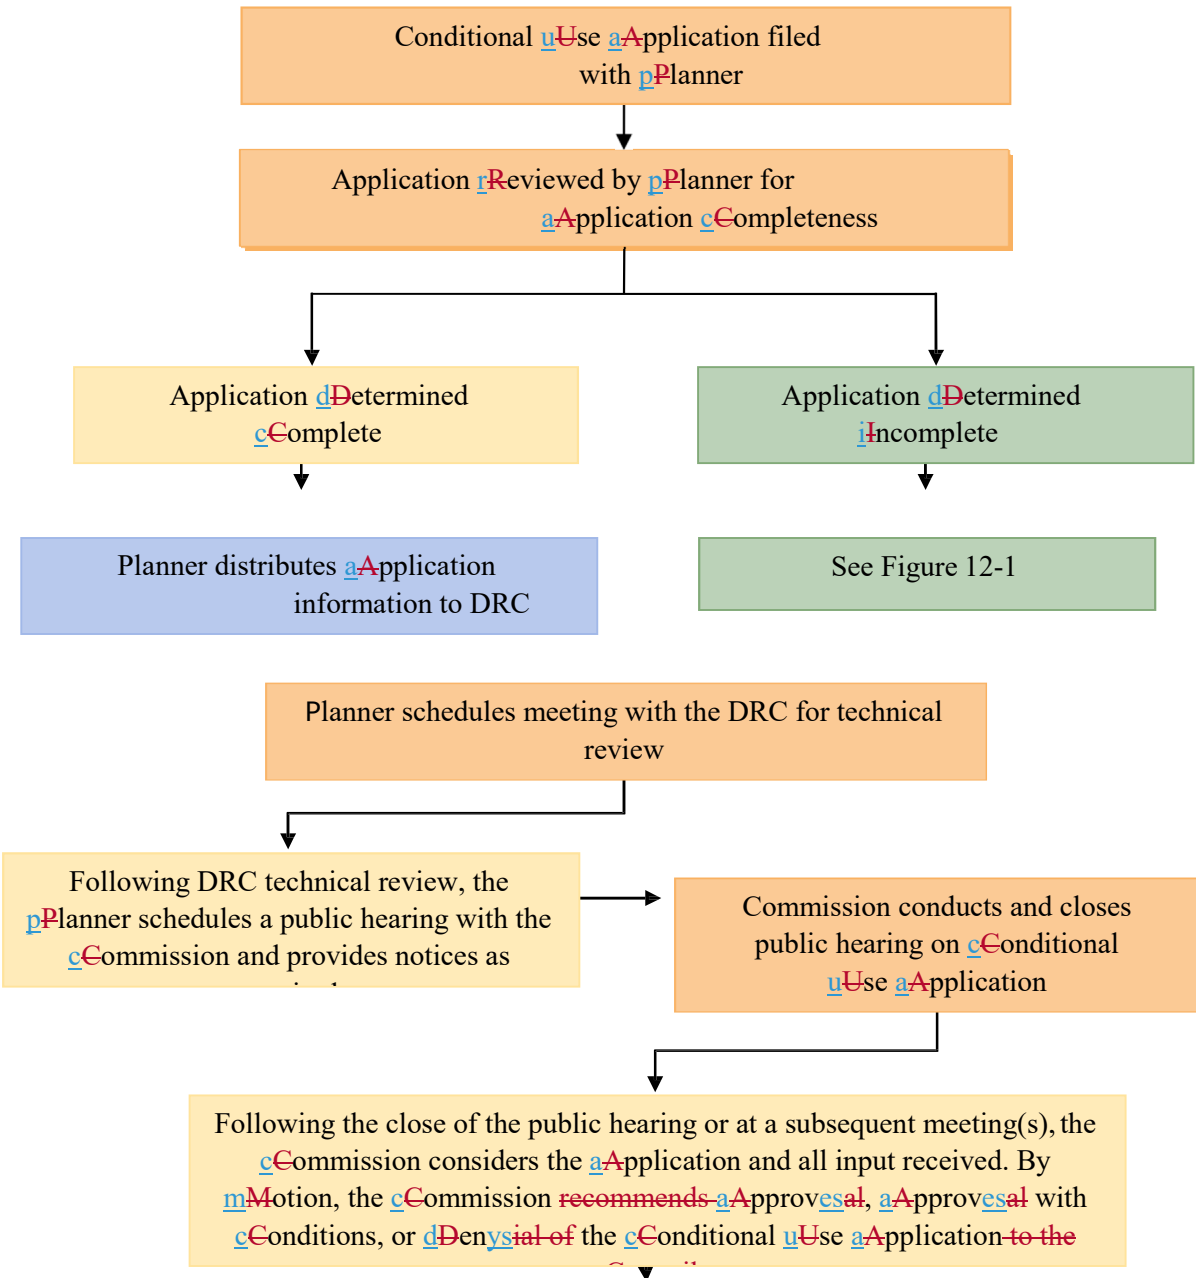 Conditional uUse aApplication filed
with pPlanner
Application rReviewed by pPlanner for
aApplication cCompleteness
Application dDetermined
cComplete
Application dDetermined
iIncomplete
Planner distributes aApplication
information to DRC
See Figure 12-1
Planner schedules meeting with the DRC for technical
review
Following DRC technical review, the
pPlanner schedules a public hearing with the
cCommission and provides notices as
Commission conducts and closes
public hearing on cConditional
uUse aApplication
Following the close of the public hearing or at a subsequent meeting(s), the
cCommission considers the aApplication and all input received. By
mMotion, the cCommission recommends aApprovesal, aApprovesal with
cConditions, or dDenysial of the cConditional uUse aApplication to the